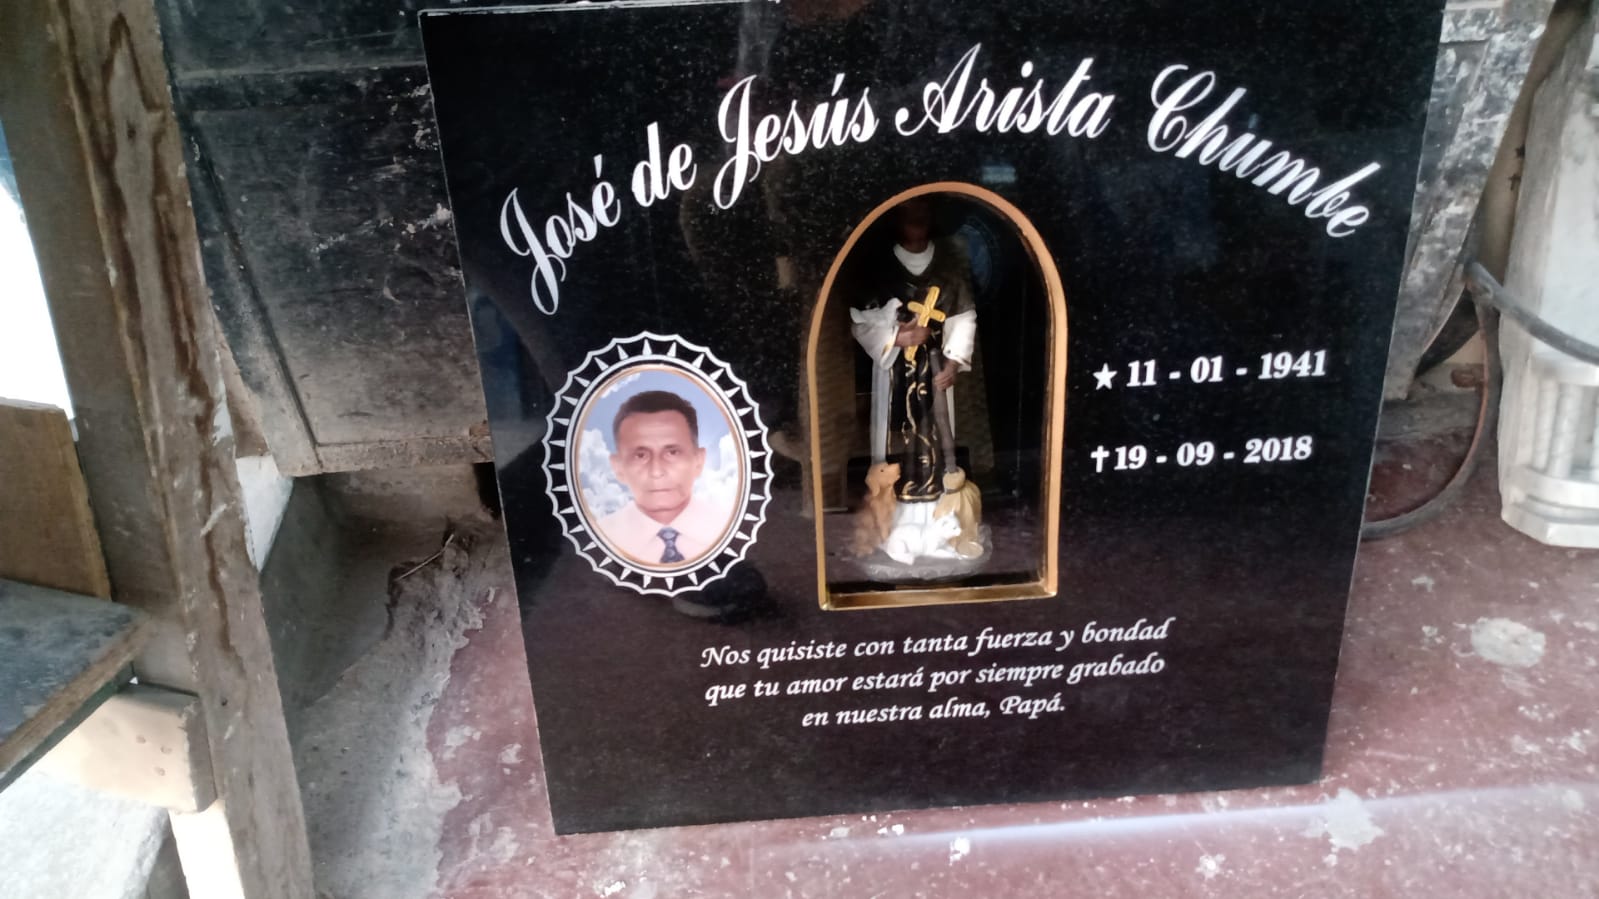 José de Jesús Arista Chumbe
★ 11 - 01 - 1941
✝ 19 - 09 - 2018
Nos quisiste con tanta fuerza y bondad
que tu amor estará por siempre grabado
en nuestra alma, Papá.